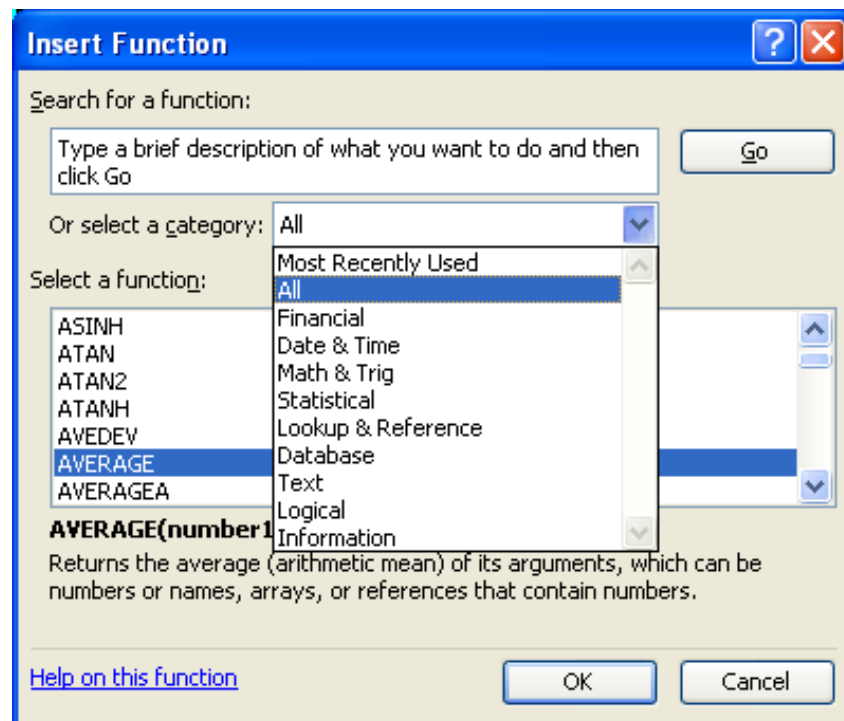 Insert Function
Search for a function:
Type a brief description of what you want to do and then
click Go
Go
Or select a category:
All
Most Recently Used
All
Financial
Date & Time
Math & Trig
Statistical
Lookup & Reference
Database
Text
Logical
Information
Select a function:
ASINH
ATAN
ATAN2
ATANH
AVEDEV
AVERAGE
AVERAGEA
AVERAGE(number1
Returns the average (arithmetic mean) of its arguments, which can be
numbers or names, arrays, or references that contain numbers.
Help on this function
OK
Cancel